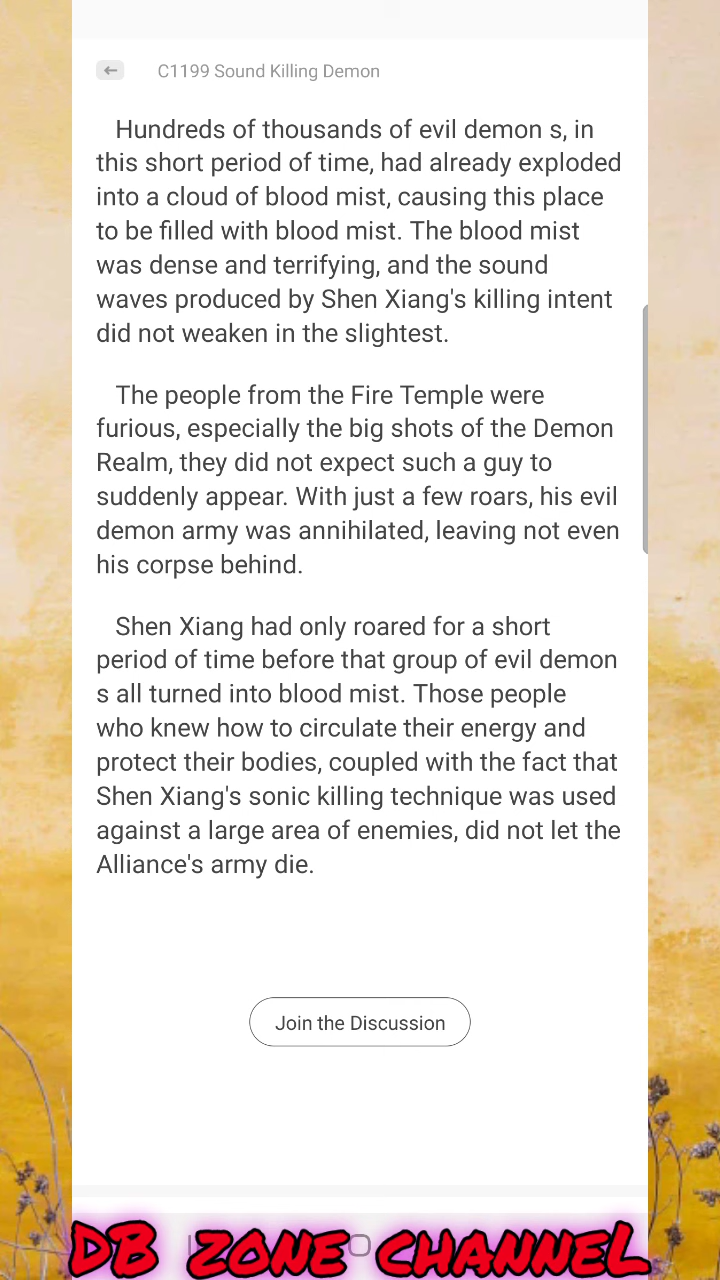 C1199 Sound Killing Demon
Hundreds of thousands of evil demon s, in
this short period of time, had already exploded
into a cloud of blood mist, causing this place
to be filled with blood mist. The blood mist
was dense and terrifying, and the sound
waves produced by Shen Xiang's killing intent
did not weaken in the slightest.
The people from the Fire Temple were
furious, especially the big shots of the Demon
Realm, they did not expect such a guy to
suddenly appear. With just a few roars, his evil
demon army was annihilated, leaving not even
his corpse behind.
Shen Xiang had only roared for a short
period of time before that group of evil demon
s all turned into blood mist. Those people
who knew how to circulate their energy and
protect their bodies, coupled with the fact that
Shen Xiang's sonic killing technique was used
against a large area of enemies, did not let the
Alliance's army die.
Join the Discussion
DB ZONE CHANNEL